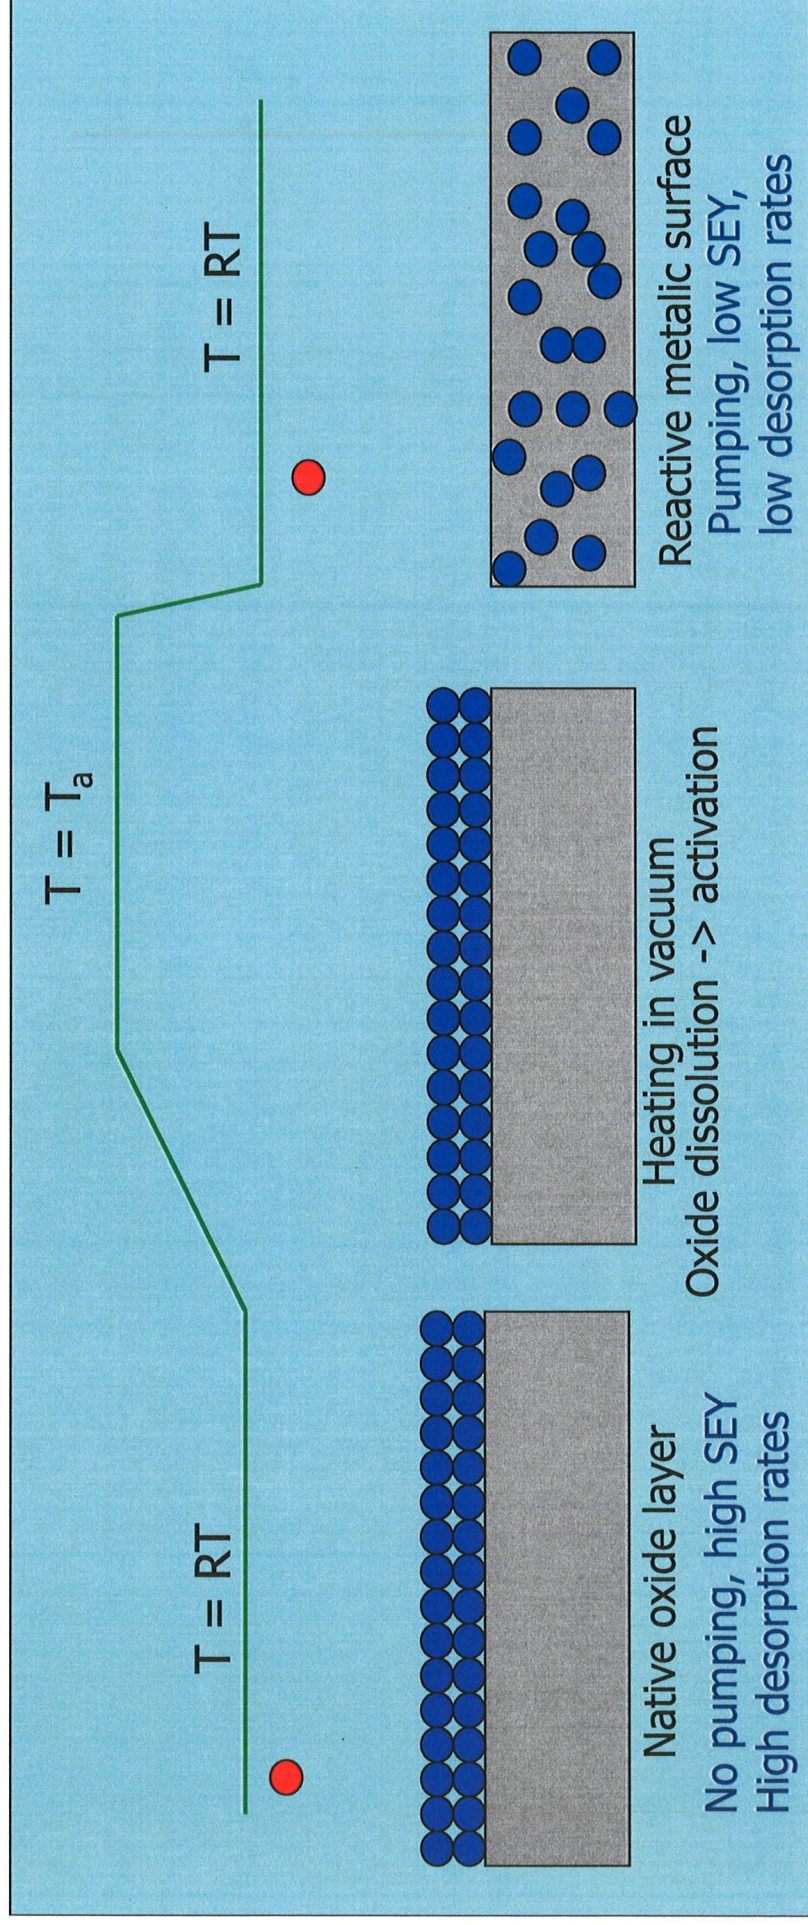 T = RT
T = Ta
T = RT
Native oxide layer
No pumping, high SEY
High desorption rates
Heating in vacuum
Oxide dissolution -> activation
Reactive metalic surface
Pumping, low SEY,
low desorption rates